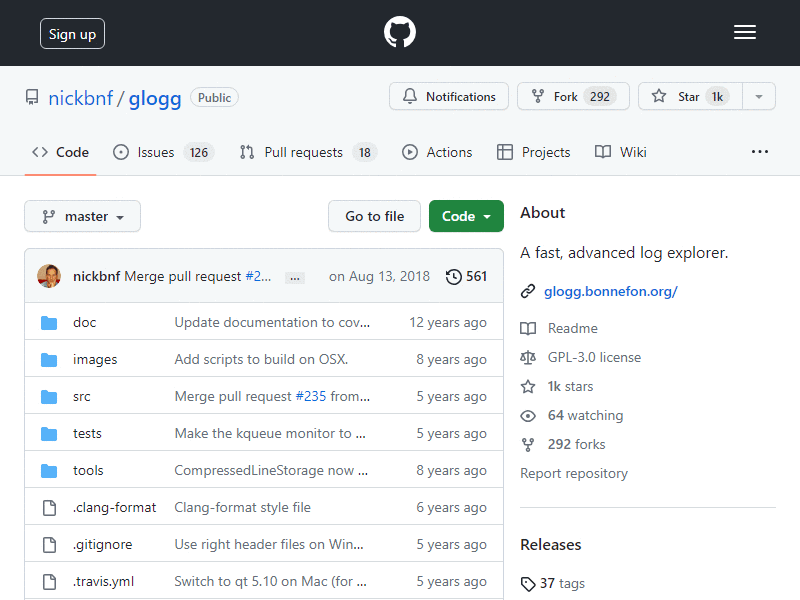 Sign up
nickbnf / glogg Public
Notifications
Fork 292
Star 1k
Code
Issues 126
Pull requests 18
Actions
Projects
Wiki
master
Go to file
Code
nickbnf Merge pull request #2... ... on Aug 13, 2018 561
doc Update documentation to cov... 12 years ago
images Add scripts to build on OSX. 8 years ago
src Merge pull request #235 from... 5 years ago
tests Make the kqueue monitor to ... 5 years ago
tools CompressedLineStorage now ... 8 years ago
.clang-format Clang-format style file 6 years ago
.gitignore Use right header files on Win... 5 years ago
.travis.yml Switch to qt 5.10 on Mac (for ... 5 years ago
About
A fast, advanced log explorer.
glogg.bonnefon.org/
Readme
GPL-3.0 license
1k stars
64 watching
292 forks
Report repository
Releases
37 tags